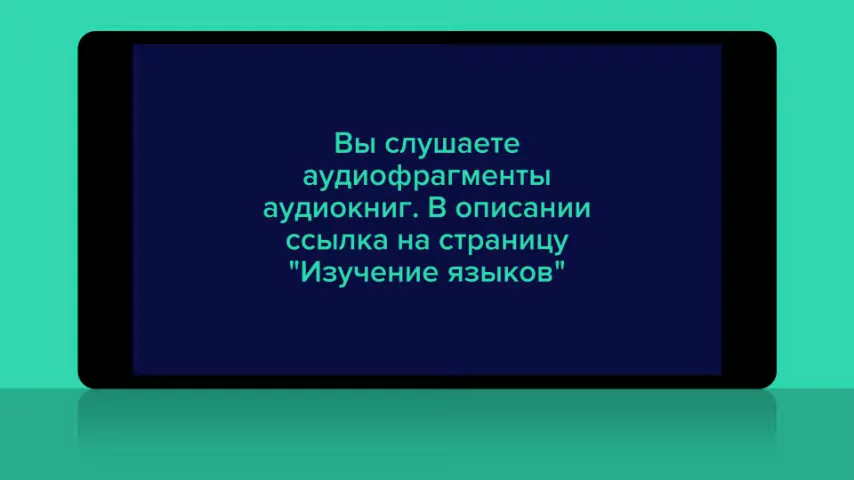 Вы слушаете
аудиофрагменты
аудиокниг. В описании
ссылка на страницу
"Изучение языков"